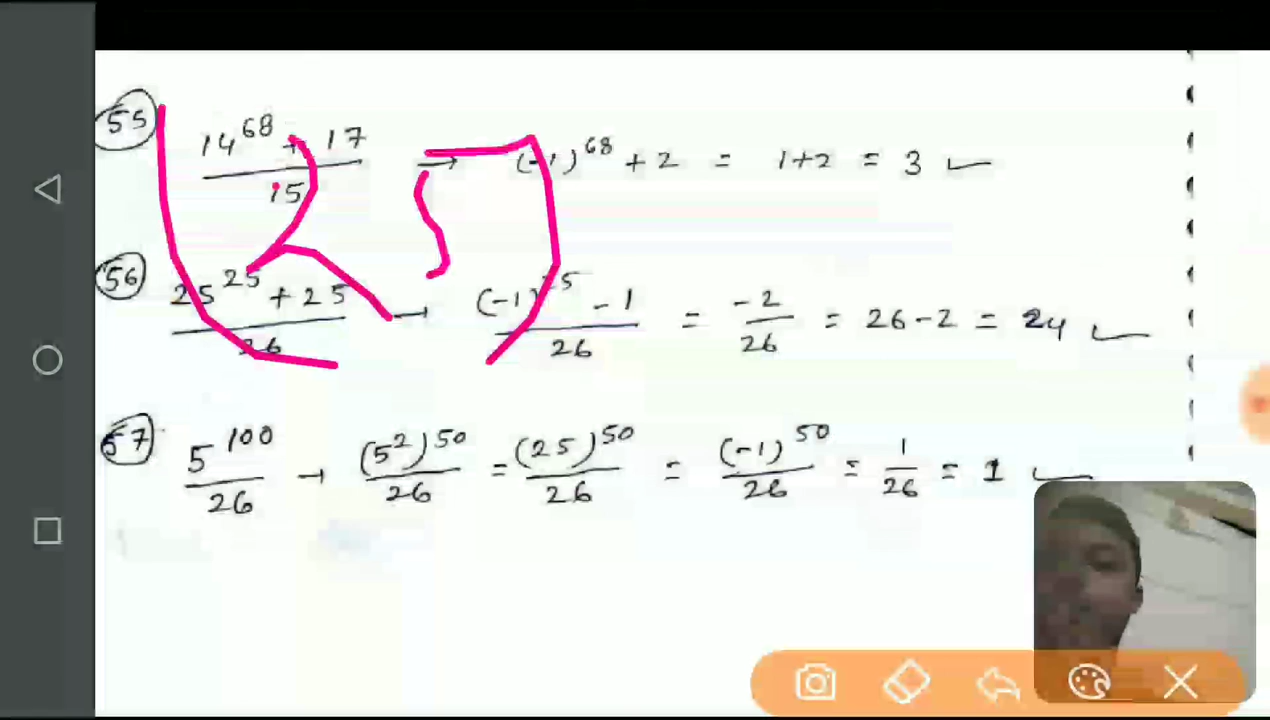 55 (14^68 + 17)/15 → (-1)^68 + 2 = 1+2 = 3 ✓
56 (25^25 + 25)/26 → ((-1)^25 - 1)/26 = -2/26 = 26-2 = 24 ✓
57 5^100/26 → (5^2)^50/26 = (25)^50/26 = (-1)^50/26 = 1/26 = 1 ✓